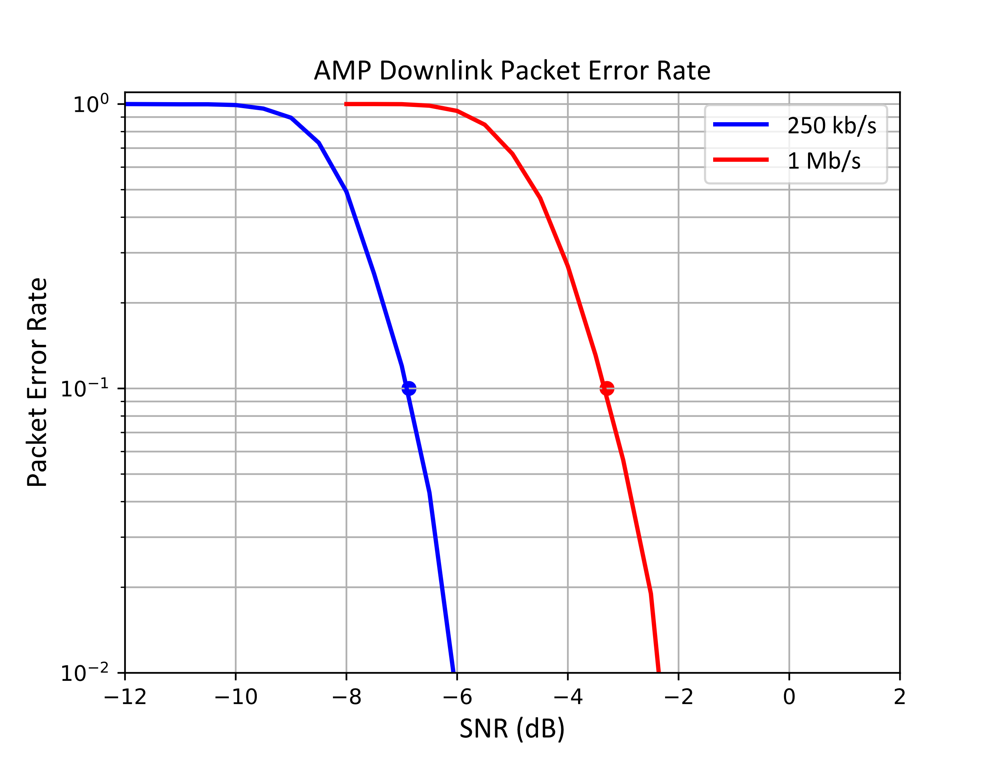 AMP Downlink Packet Error Rate
10⁰
10⁻¹
10⁻²
Packet Error Rate
250 kb/s
1 Mb/s
−12 −10 −8 −6 −4 −2 0 2
SNR (dB)